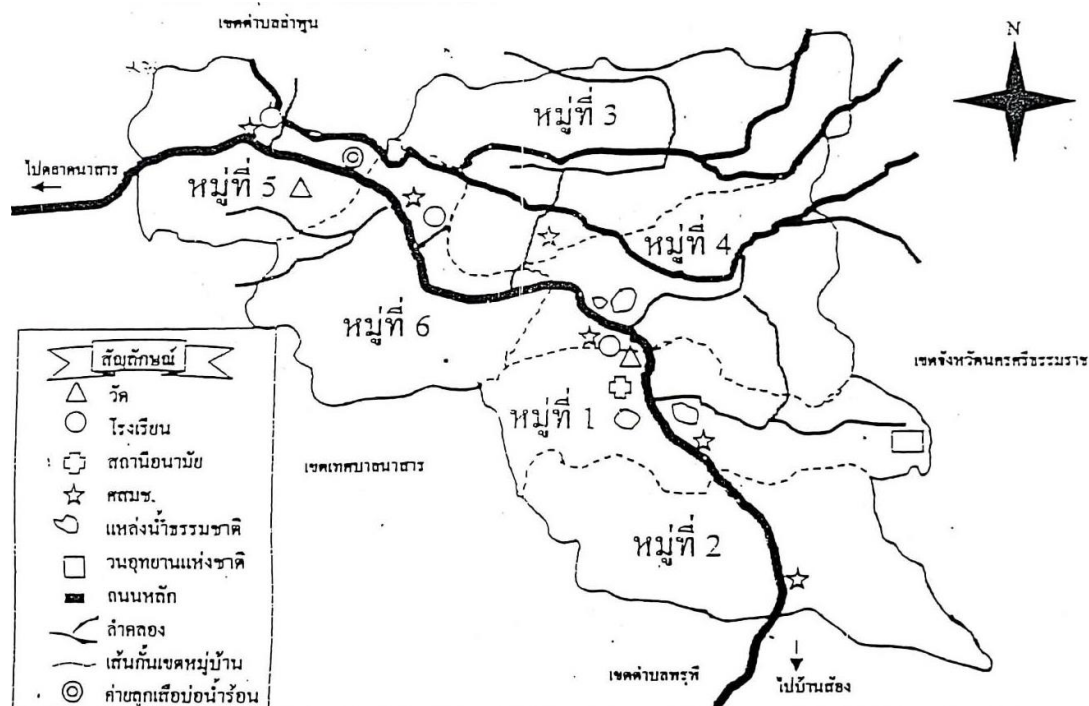 เขตตำบลลำพูน
N
หมู่ที่ 3
ไปตลาดนาสาร
หมู่ที่ 5
หมู่ที่ 4
หมู่ที่ 6
เขตจังหวัดนครศรีธรรมราช
หมู่ที่ 1
เขตเทศบาลนาสาร
หมู่ที่ 2
เขตตำบลพรุพี
ไปบ้านส้อง
สัญลักษณ์
วัด
โรงเรียน
สถานีอนามัย
ศสมช.
แหล่งน้ำธรรมชาติ
วนอุทยานแห่งชาติ
ถนนหลัก
ลำคลอง
เส้นกั้นเขตหมู่บ้าน
ค่ายลูกเสือบ่อน้ำร้อน